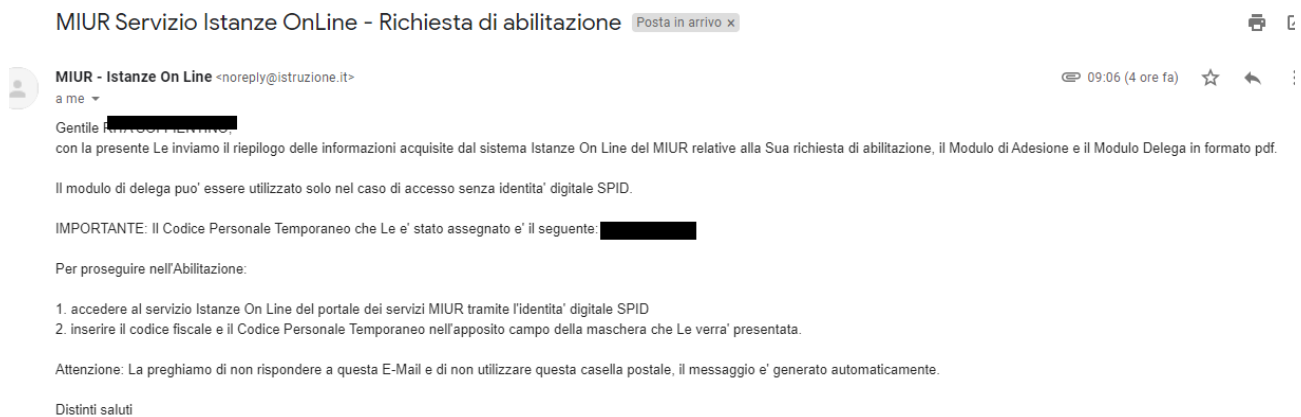 MIUR Servizio Istanze OnLine - Richiesta di abilitazione Posta in arrivo x
MIUR - Istanze On Line <noreply@istruzione.it> 09:06 (4 ore fa)
a me
Gentile
con la presente Le inviamo il riepilogo delle informazioni acquisite dal sistema Istanze On Line del MIUR relative alla Sua richiesta di abilitazione, il Modulo di Adesione e il Modulo Delega in formato pdf.
Il modulo di delega puo' essere utilizzato solo nel caso di accesso senza identita' digitale SPID.
IMPORTANTE: Il Codice Personale Temporaneo che Le e' stato assegnato e' il seguente:
Per proseguire nell'Abilitazione:
1. accedere al servizio Istanze On Line del portale dei servizi MIUR tramite l'identita' digitale SPID
2. inserire il codice fiscale e il Codice Personale Temporaneo nell'apposito campo della maschera che Le verra' presentata.
Attenzione: La preghiamo di non rispondere a questa E-Mail e di non utilizzare questa casella postale, il messaggio e' generato automaticamente.
Distinti saluti